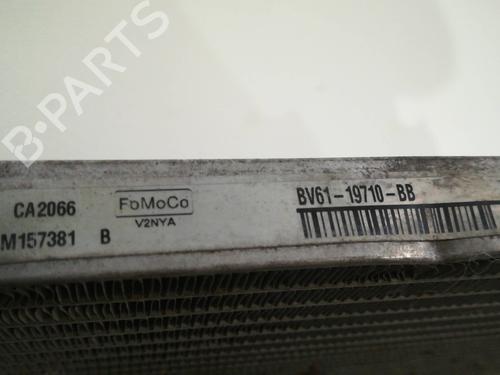 B-PARTS
CA2066
FoMoCo
BV61-19710-BB
V2NYA
M157381 B